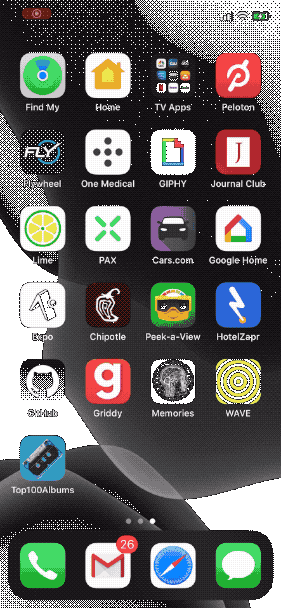 Find My Home TV Apps Peloton
FLY J
Flywheel One Medical GIPHY Journal Club
Lime PAX Cars.com Google Home
Expo Chipotle Peek-a-View HotelZapr
g
GitHub Griddy Memories WAVE
Top100Albums
26